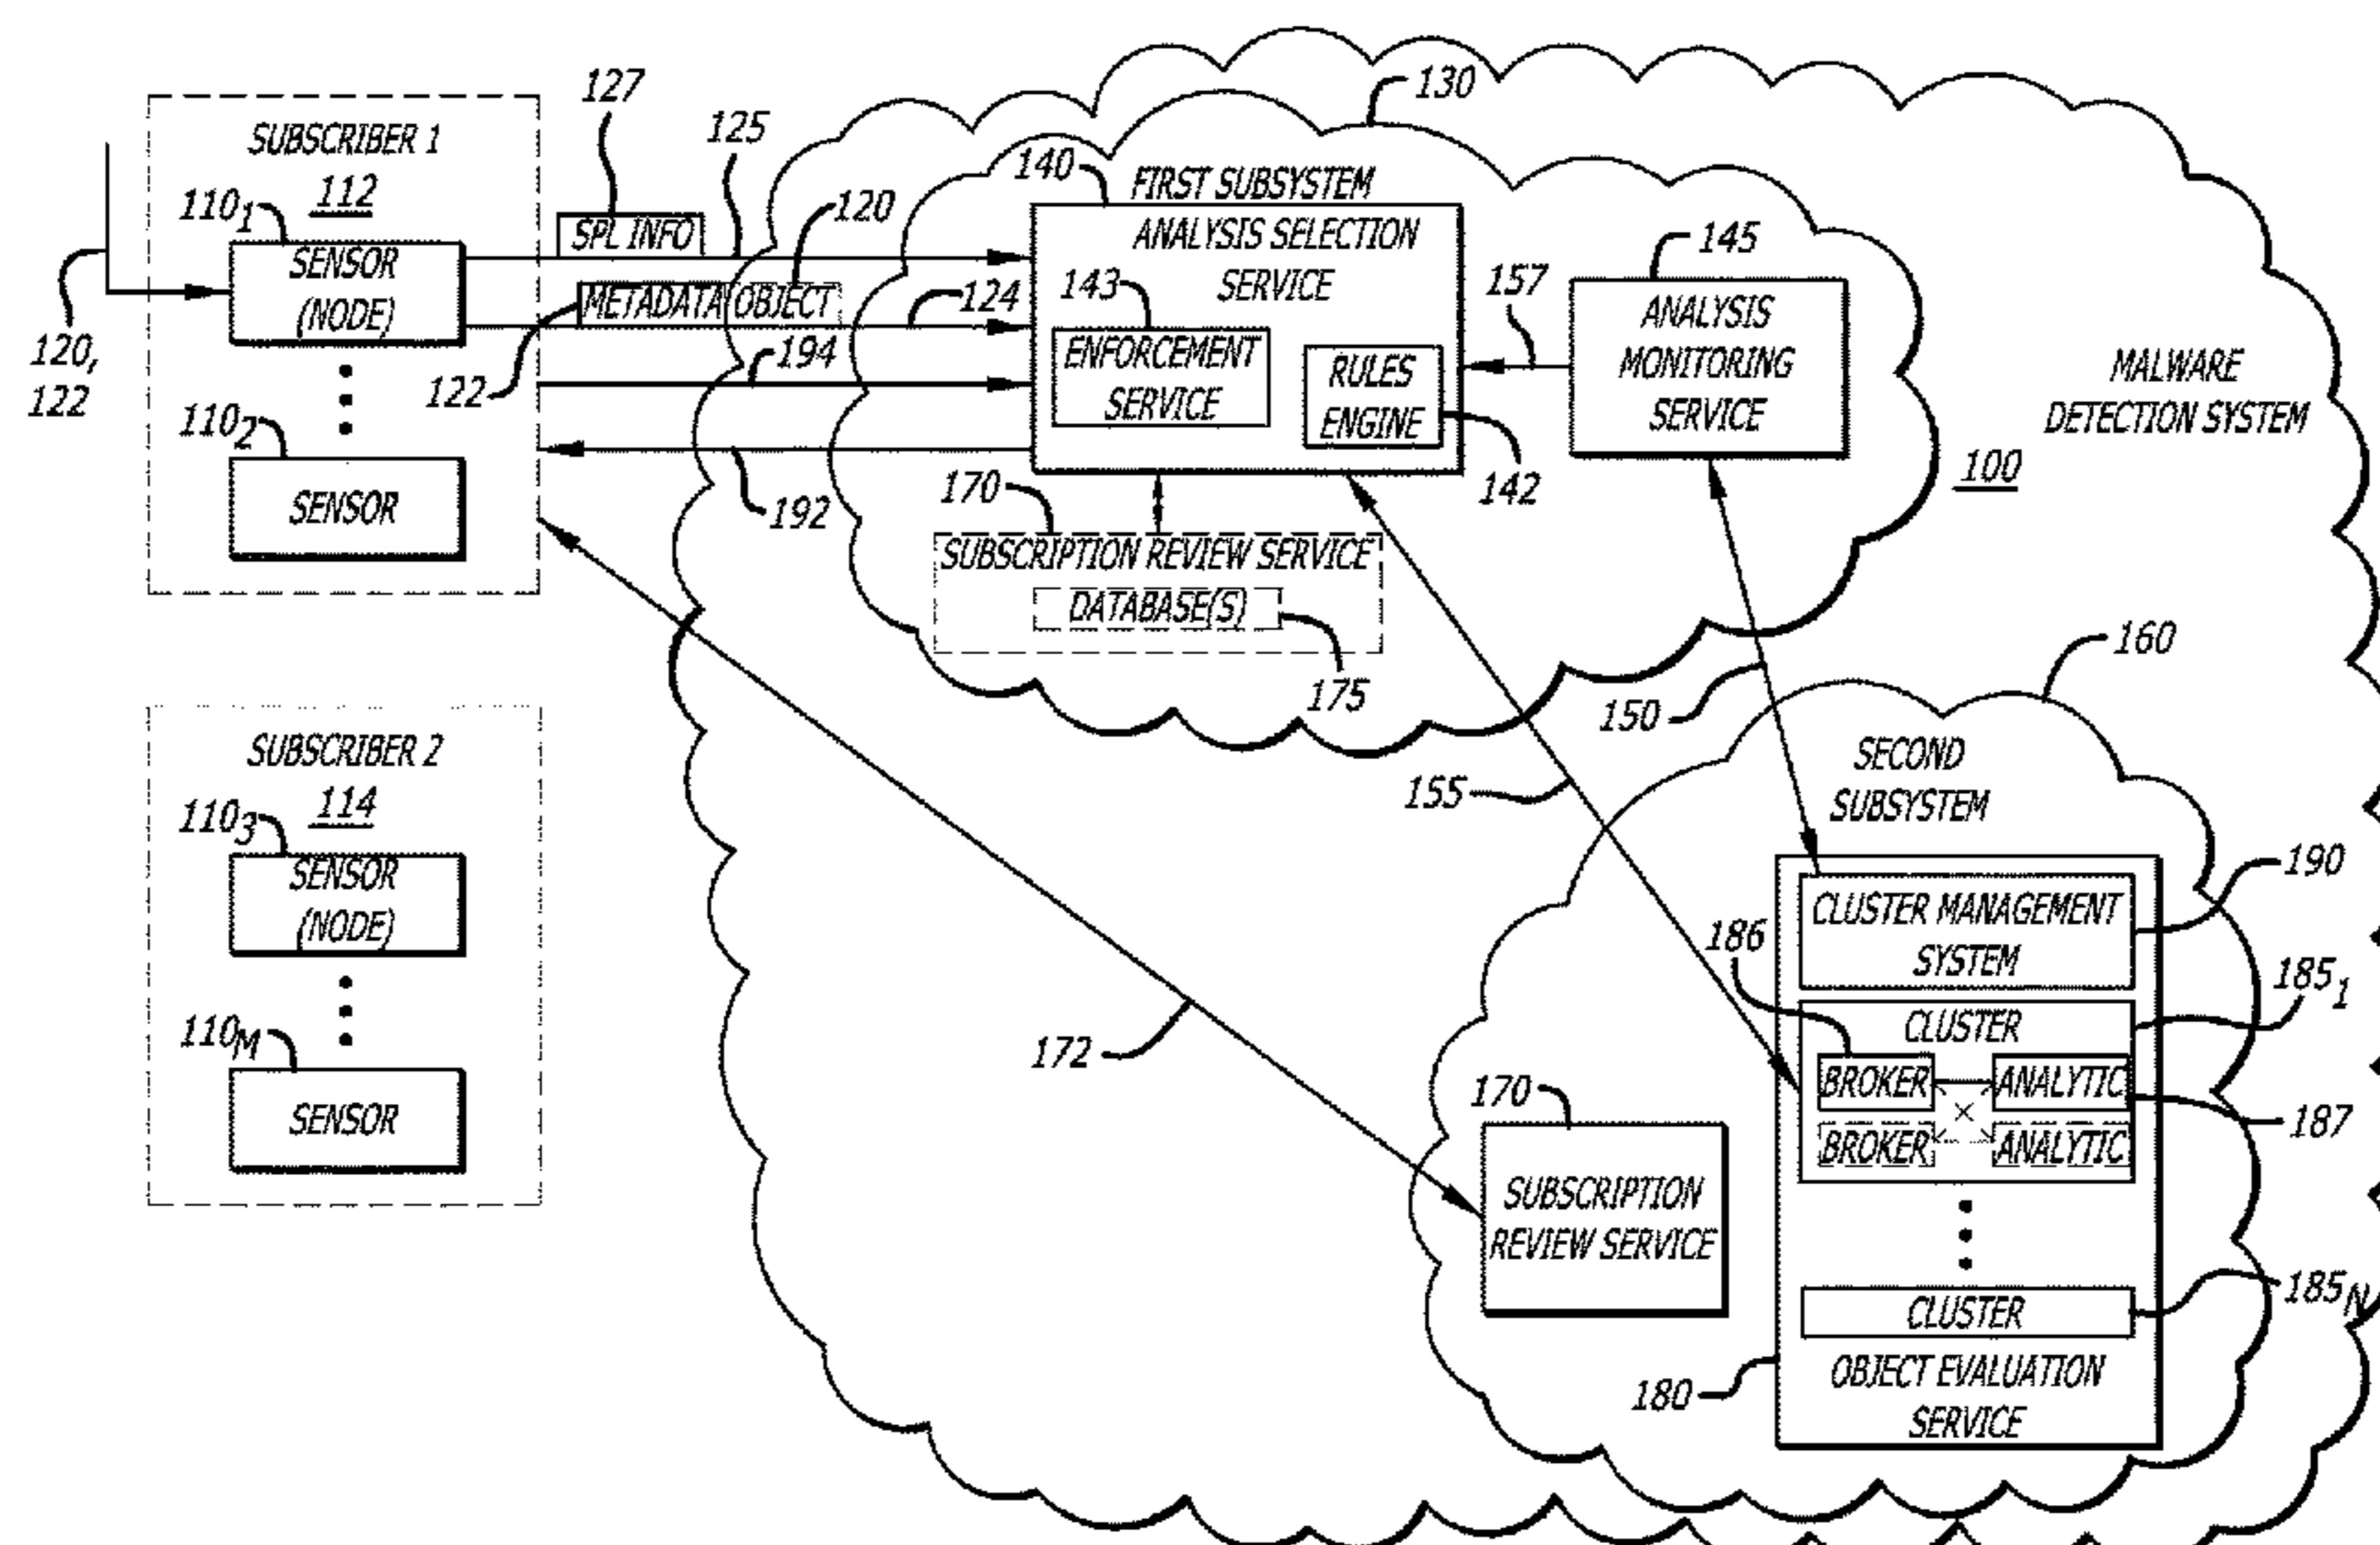 127
130
SUBSCRIBER 1
112
125
140
FIRST SUBSYSTEM
110₁
SPL INFO
120
ANALYSIS SELECTION
SERVICE
145
SENSOR
(NODE)
METADATA
OBJECT
124
143
157
ANALYSIS
MONITORING
SERVICE
120,
122
122
194
ENFORCEMENT
SERVICE
RULES
ENGINE
MALWARE
DETECTION SYSTEM
100
110₂
SENSOR
192
170
142
SUBSCRIPTION REVIEW SERVICE
DATABASE(S)
175
160
150
SUBSCRIBER 2
114
155
SECOND
SUBSYSTEM
110₃
SENSOR
(NODE)
190
CLUSTER MANAGEMENT
SYSTEM
186
185₁
CLUSTER
110M
172
BROKER
ANALYTIC
SENSOR
170
187
BROKER
ANALYTIC
SUBSCRIPTION
REVIEW SERVICE
185N
CLUSTER
180
OBJECT EVALUATION
SERVICE